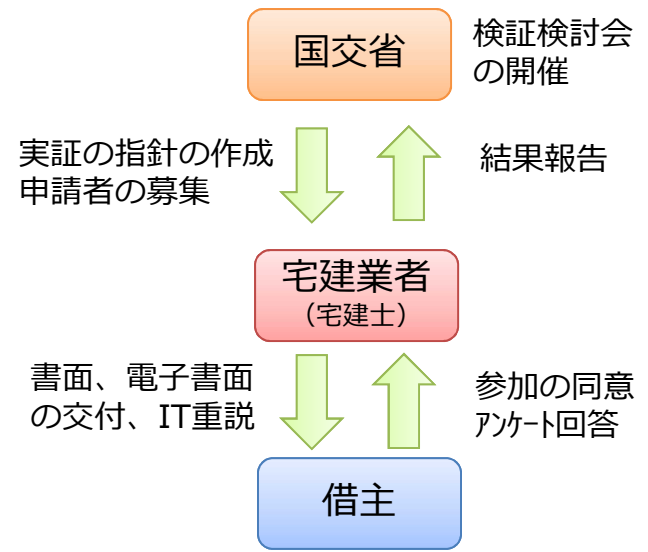 国交省
検証検討会
の開催
実証の指針の作成
申請者の募集
結果報告
宅建業者
（宅建士）
書面、電子書面
の交付、IT重説
参加の同意
ｱﾝｹｰﾄ回答
借主